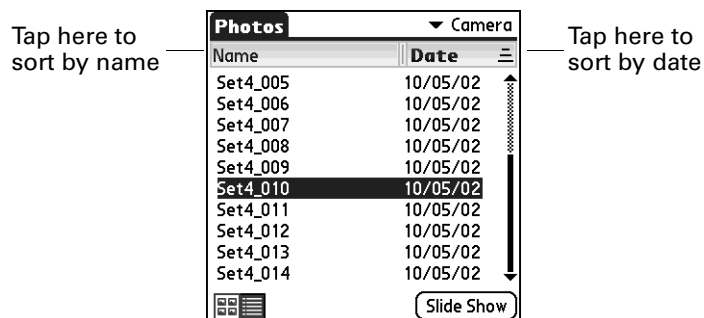 Tap here to
sort by name
Photos
Camera
Name Date
Set4_005 10/05/02
Set4_006 10/05/02
Set4_007 10/05/02
Set4_008 10/05/02
Set4_009 10/05/02
Set4_010 10/05/02
Set4_011 10/05/02
Set4_012 10/05/02
Set4_013 10/05/02
Set4_014 10/05/02
Slide Show
Tap here to
sort by date